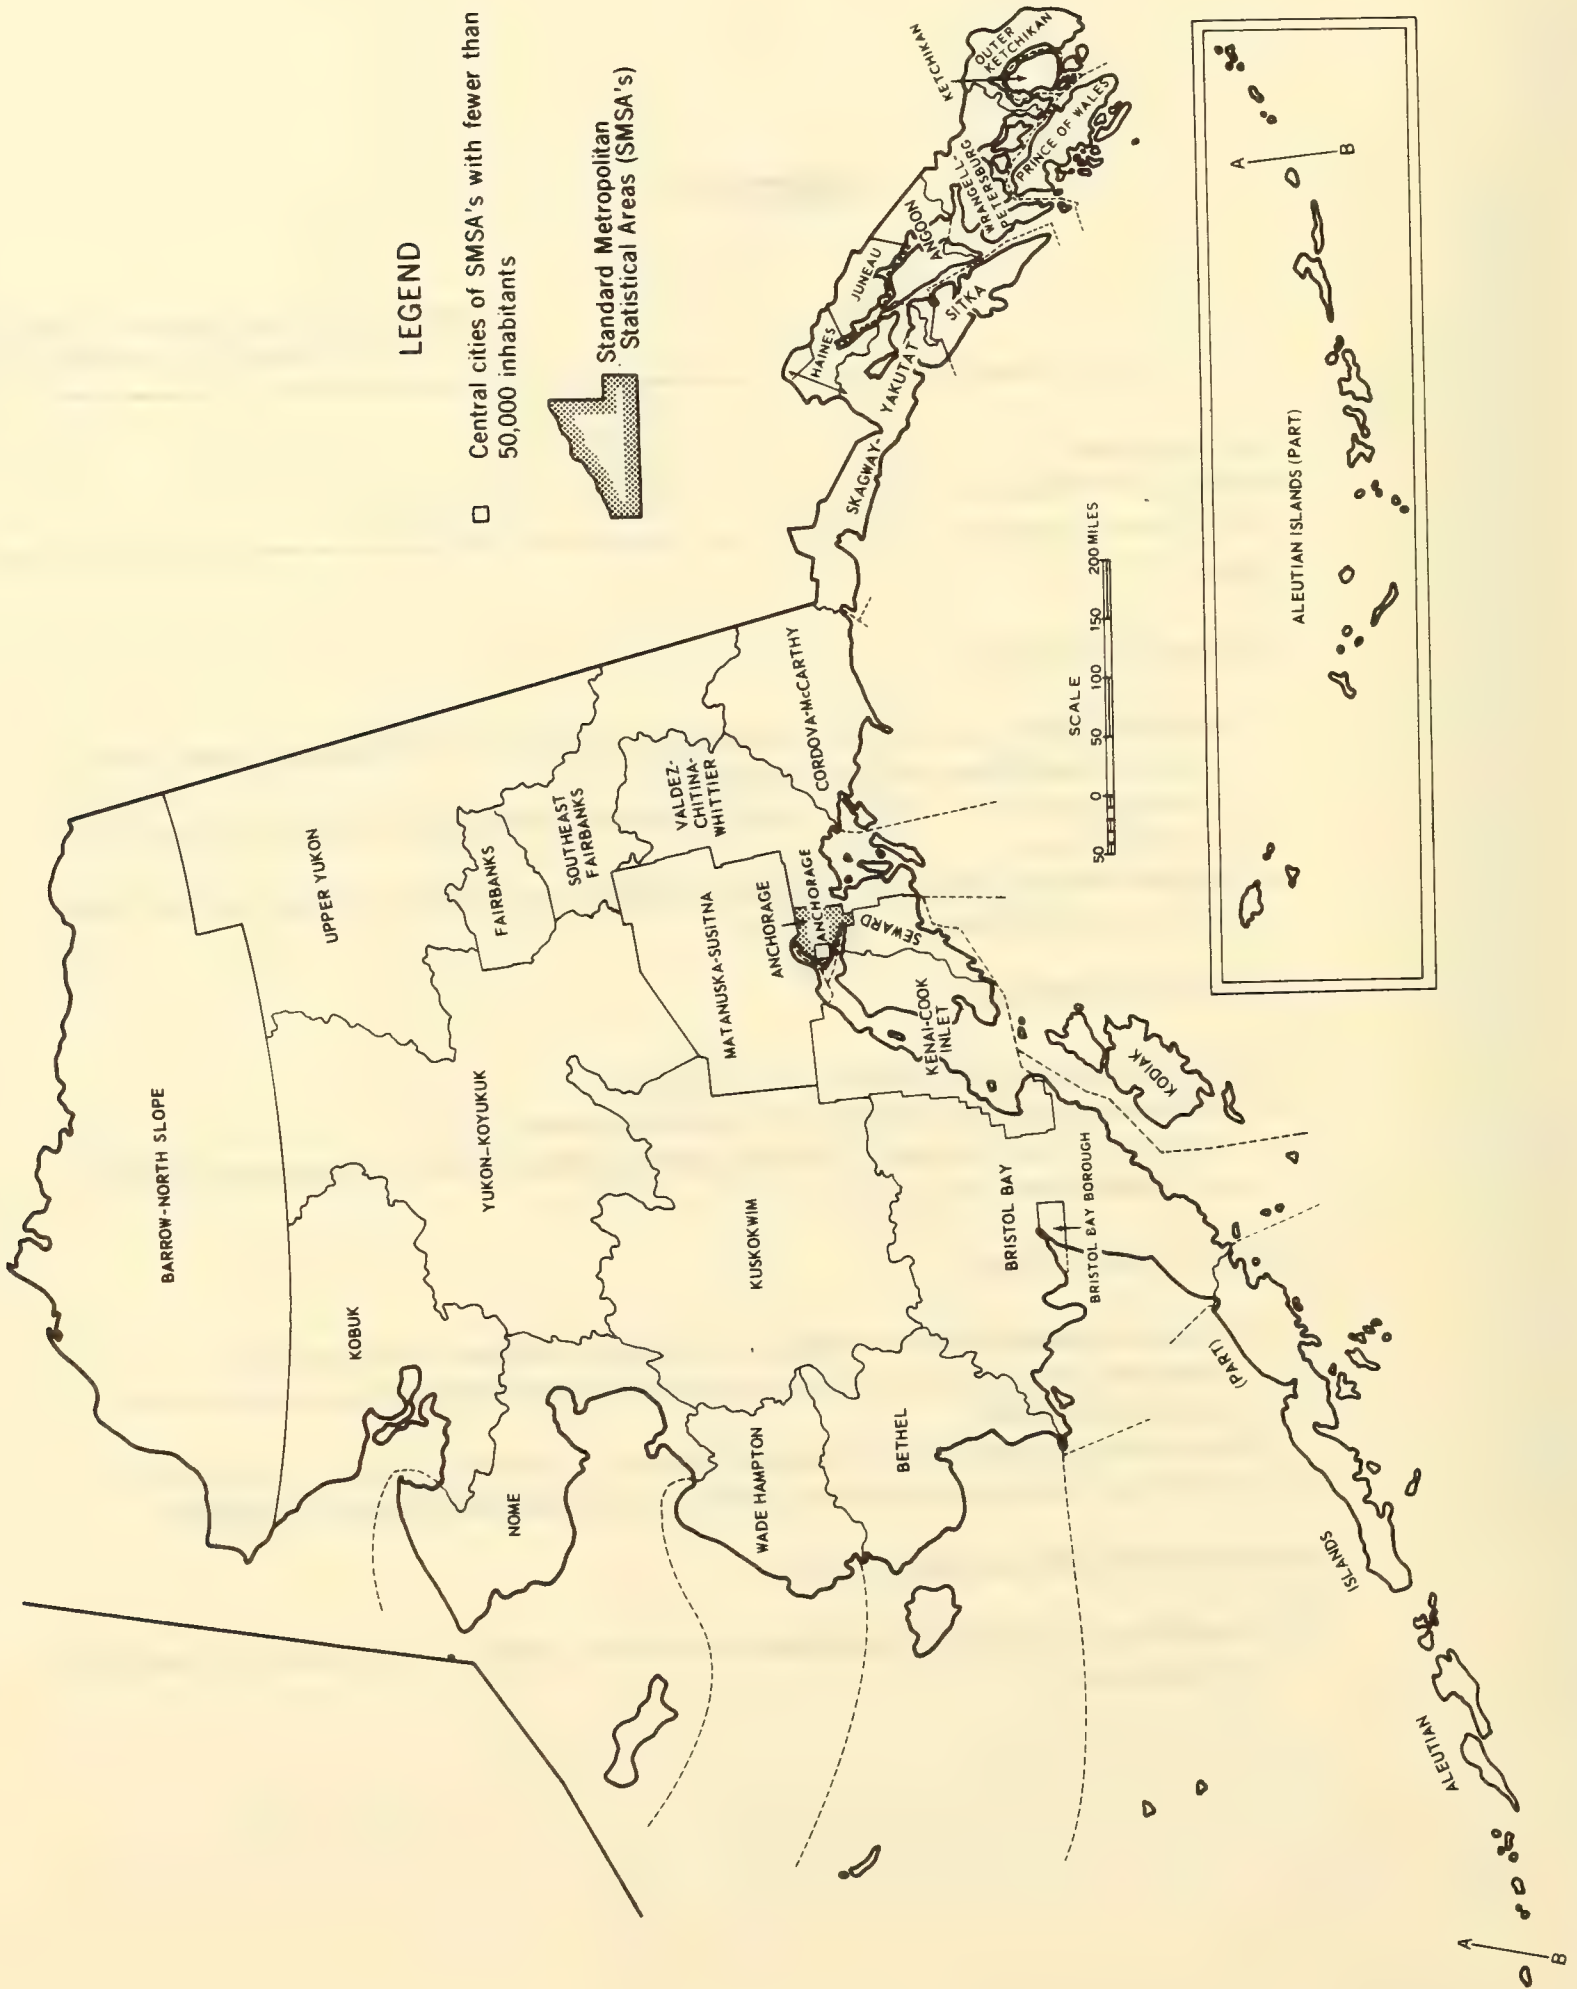 LEGEND
Central cities of SMSA's with fewer than
50,000 inhabitants
Standard Metropolitan
Statistical Areas (SMSA's)
BARROW-NORTH SLOPE
KOBUK
UPPER YUKON
NOME
YUKON-KOYUKUK
FAIRBANKS
SOUTHEAST
FAIRBANKS
WADE HAMPTON
KUSKOKWIM
MATANUSKA-SUSITNA
VALDEZ-
CHITINA-
WHITTIER
ANCHORAGE
ANCHORAGE
CORDOVA-McCARTHY
BETHEL
BRISTOL BAY
BRISTOL BAY BOROUGH
KENAI-COOK
INLET
SEWARD
KODIAK
SKAGWAY-
YAKUTAT
HAINES
JUNEAU
ANGOON
SITKA
WRANGELL-
PETERSBURG
PRINCE OF WALES
KETCHIKAN
OUTER
KETCHIKAN
ALEUTIAN
ISLANDS
(PART)
A
B
SCALE
50 0 50 100 150 200 MILES
ALEUTIAN ISLANDS (PART)
A
B